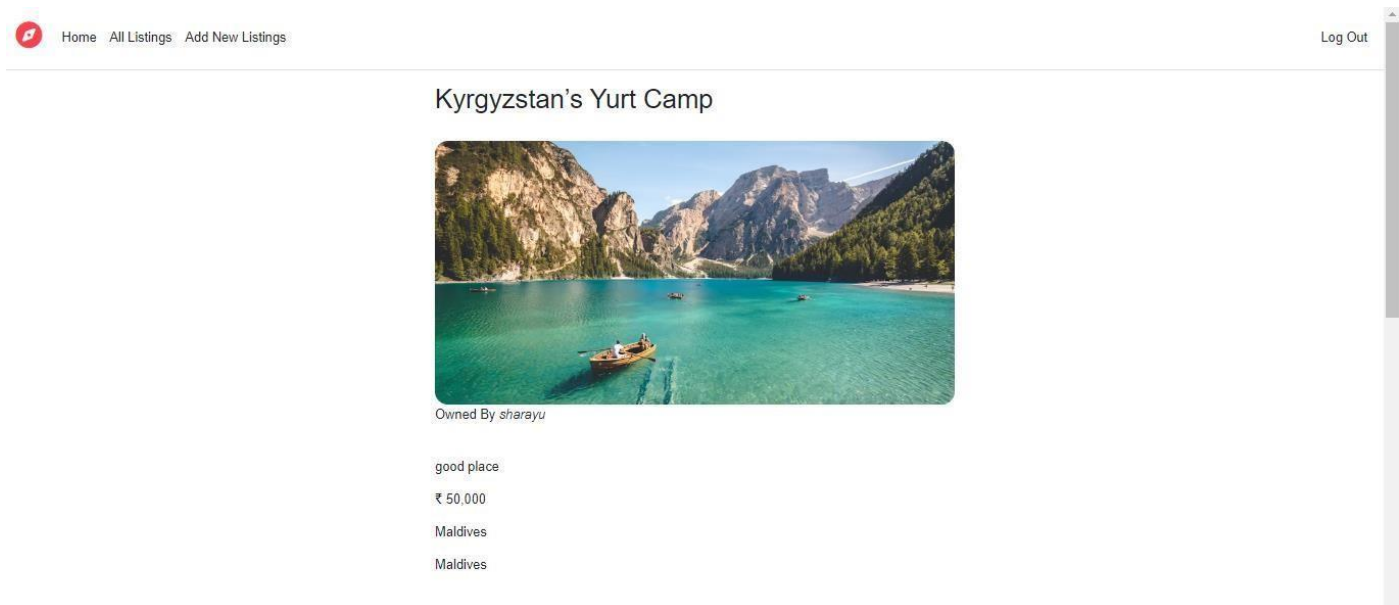 Home All Listings Add New Listings Log Out
Kyrgyzstan’s Yurt Camp
Owned By sharayu
good place
₹ 50,000
Maldives
Maldives